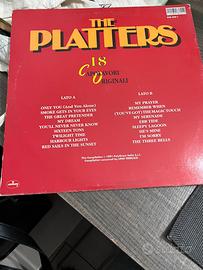 THE
PLATTERS
18
CAPOLAVORI
ORIGINALI
LATO A
ONLY YOU (And You Alone)
SMOKE GETS IN YOUR EYES
THE GREAT PRETENDER
MY DREAM
YOU'LL NEVER NEVER KNOW
SIXTEEN TONS
TWILIGHT TIME
HARBOUR LIGHTS
RED SAILS IN THE SUNSET
LATO B
MY PRAYER
REMEMBER WHEN
(YOU'VE GOT) THE MAGIC TOUCH
MY SERENADE
EBB TIDE
SLEEPY LAGOON
HE'S MINE
I'M SORRY
THE THREE BELLS
subito